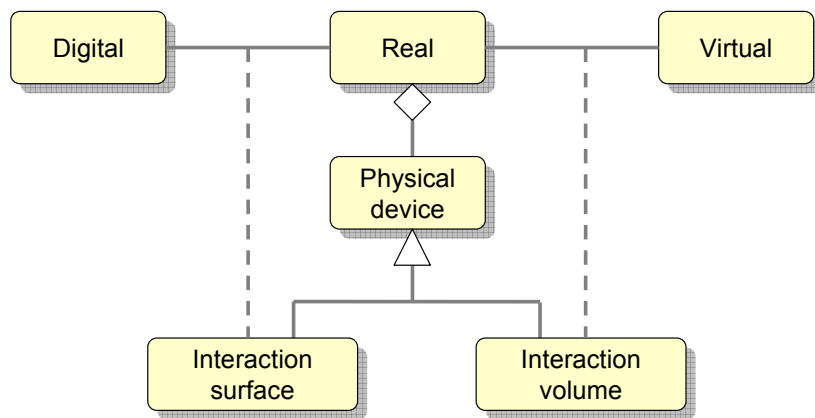 Digital
Real
Virtual
Physical
device
Interaction
surface
Interaction
volume